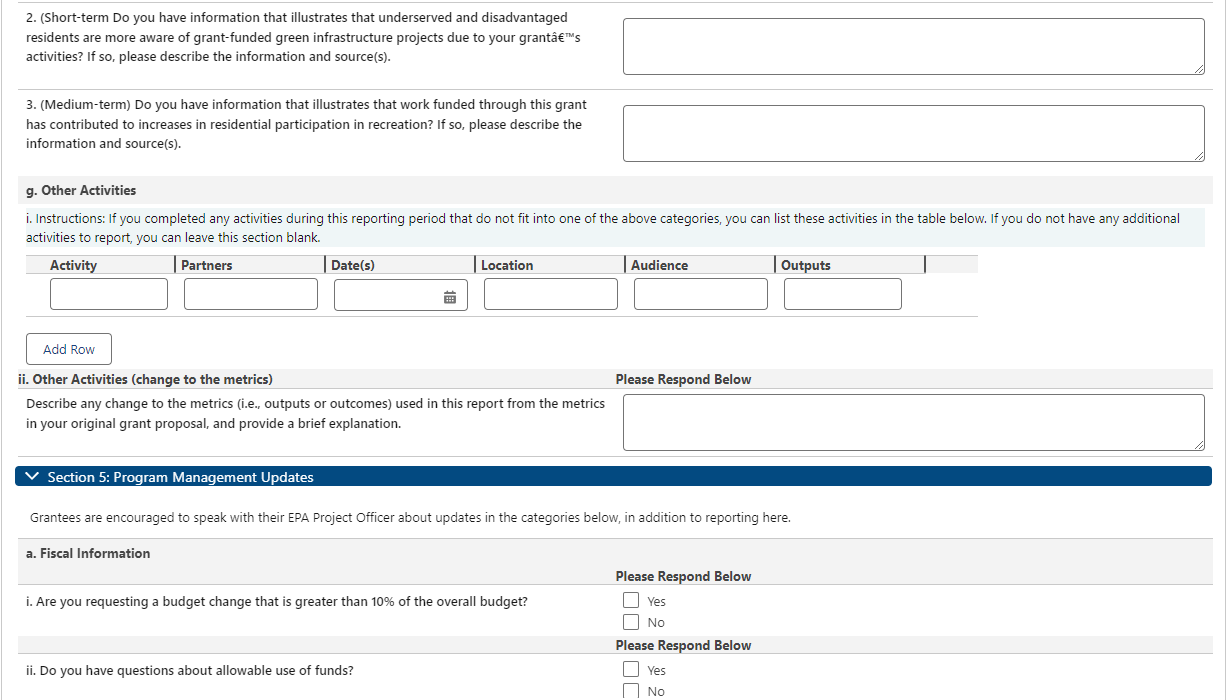 2. (Short-term Do you have information that illustrates that underserved and disadvantaged
residents are more aware of grant-funded green infrastructure projects due to your grantâ€™s
activities? If so, please describe the information and source(s).
3. (Medium-term) Do you have information that illustrates that work funded through this grant
has contributed to increases in residential participation in recreation? If so, please describe the
information and source(s).
g. Other Activities
i. Instructions: If you completed any activities during this reporting period that do not fit into one of the above categories, you can list these activities in the table below. If you do not have any additional
activities to report, you can leave this section blank.
Activity Partners Date(s) Location Audience Outputs
Add Row
ii. Other Activities (change to the metrics) Please Respond Below
Describe any change to the metrics (i.e., outputs or outcomes) used in this report from the metrics
in your original grant proposal, and provide a brief explanation.
Section 5: Program Management Updates
Grantees are encouraged to speak with their EPA Project Officer about updates in the categories below, in addition to reporting here.
a. Fiscal Information
Please Respond Below
i. Are you requesting a budget change that is greater than 10% of the overall budget? Yes
No
Please Respond Below
ii. Do you have questions about allowable use of funds? Yes
No